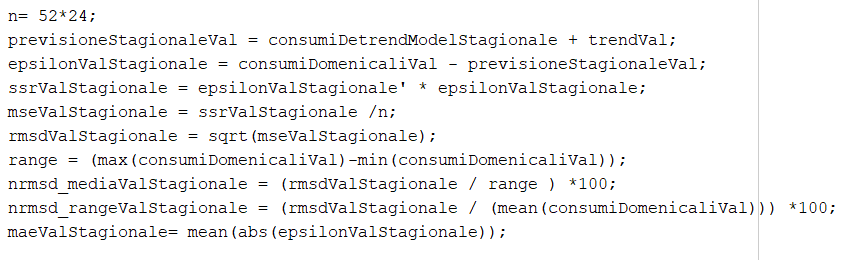 n= 52*24;
previsioneStagionaleVal = consumiDetrendModelStagionale + trendVal;
epsilonValStagionale = consumiDomenicaliVal - previsioneStagionaleVal;
ssrValStagionale = epsilonValStagionale' * epsilonValStagionale;
mseValStagionale = ssrValStagionale /n;
rmsdValStagionale = sqrt(mseValStagionale);
range = (max(consumiDomenicaliVal)-min(consumiDomenicaliVal));
nrmsd_mediaValStagionale = (rmsdValStagionale / range ) *100;
nrmsd_rangeValStagionale = (rmsdValStagionale / (mean(consumiDomenicaliVal))) *100;
maeValStagionale= mean(abs(epsilonValStagionale));